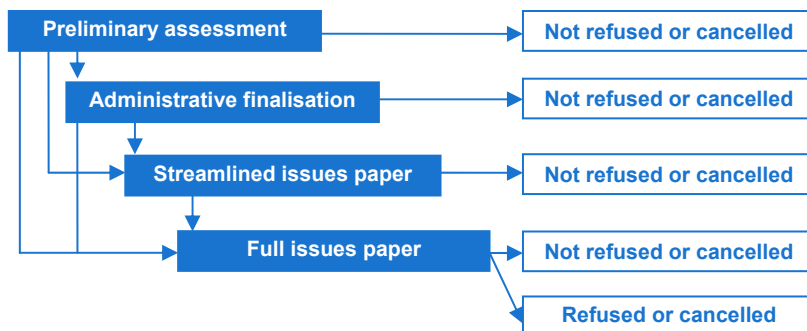 Preliminary assessment
Not refused or cancelled
Administrative finalisation
Not refused or cancelled
Streamlined issues paper
Not refused or cancelled
Full issues paper
Not refused or cancelled
Refused or cancelled